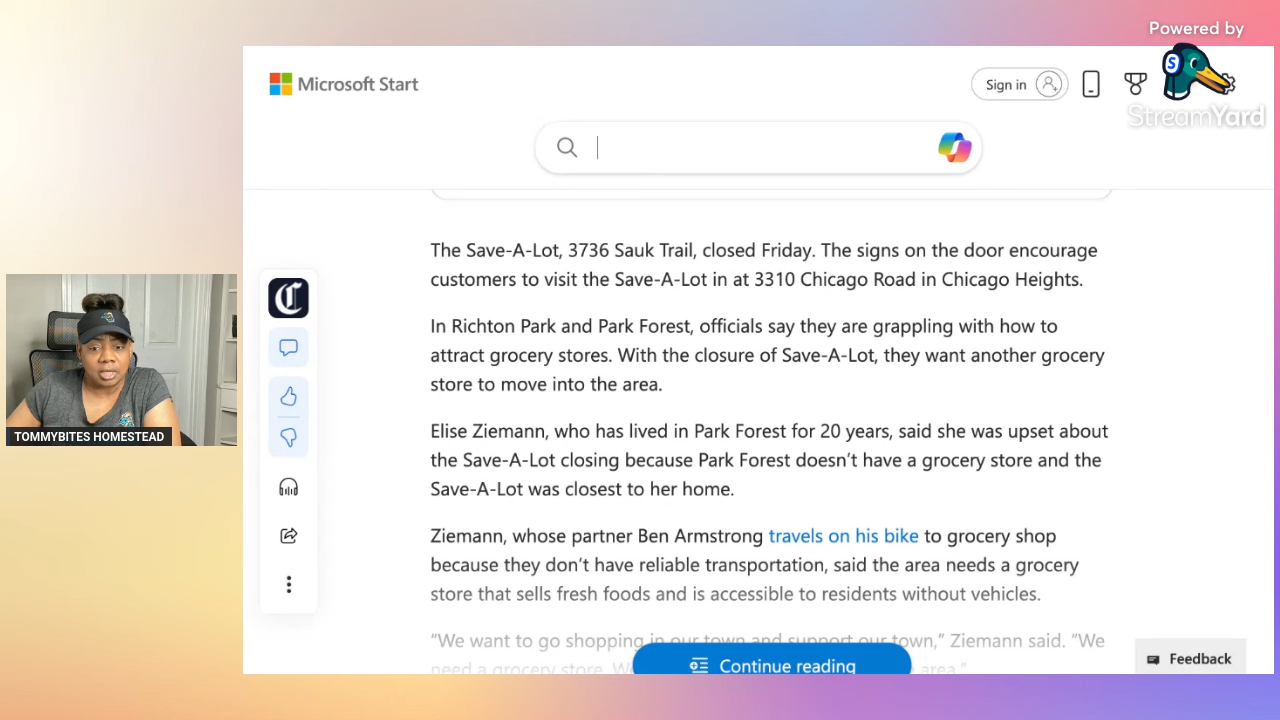 Powered by
StreamYard
Microsoft Start
Sign in
The Save-A-Lot, 3736 Sauk Trail, closed Friday. The signs on the door encourage
customers to visit the Save-A-Lot in at 3310 Chicago Road in Chicago Heights.
In Richton Park and Park Forest, officials say they are grappling with how to
attract grocery stores. With the closure of Save-A-Lot, they want another grocery
store to move into the area.
Elise Ziemann, who has lived in Park Forest for 20 years, said she was upset about
the Save-A-Lot closing because Park Forest doesn’t have a grocery store and the
Save-A-Lot was closest to her home.
Ziemann, whose partner Ben Armstrong travels on his bike to grocery shop
because they don’t have reliable transportation, said the area needs a grocery
store that sells fresh foods and is accessible to residents without vehicles.
“We want to go shopping in our town and support our town,” Ziemann said. “We
need a grocery store. area.”
Continue reading
Feedback
TOMMYBITES HOMESTEAD